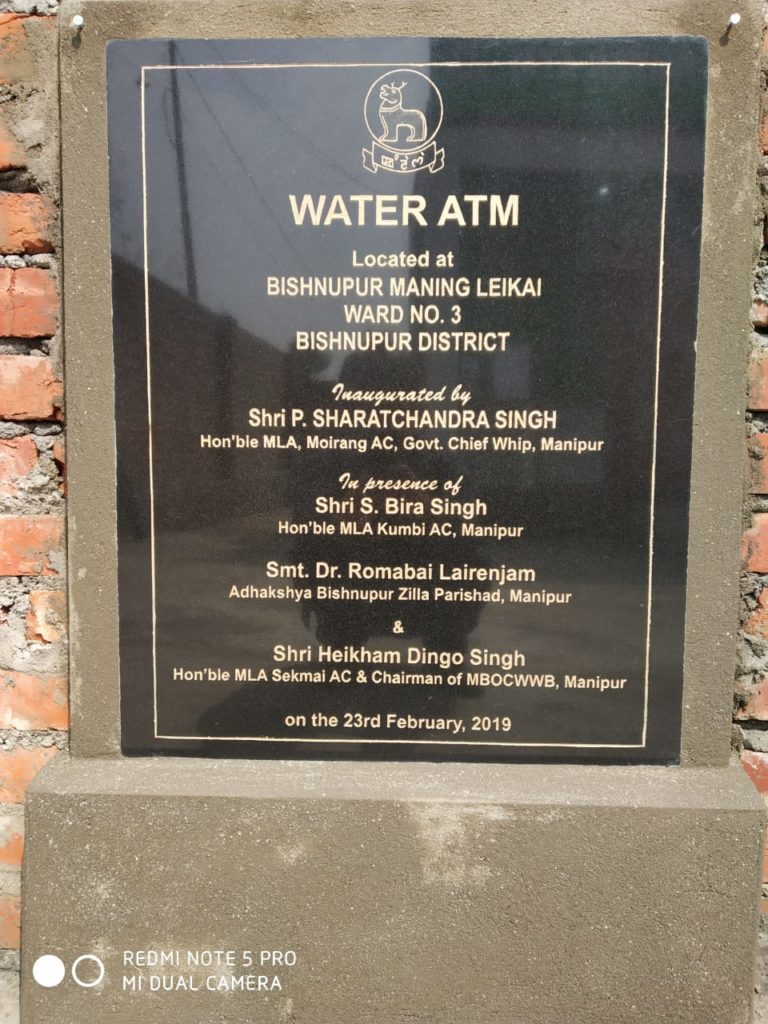 ꯀꯪꯂꯩꯄꯥꯛ
WATER ATM
Located at
BISHNUPUR MANING LEIKAI
WARD NO. 3
BISHNUPUR DISTRICT
Inaugurated by
Shri P. SHARATCHANDRA SINGH
Hon'ble MLA, Moirang AC, Govt. Chief Whip, Manipur
In presence of
Shri S. Bira Singh
Hon'ble MLA Kumbi AC, Manipur
Smt. Dr. Romabai Lairenjam
Adhakshya Bishnupur Zilla Parishad, Manipur
&
Shri Heikham Dingo Singh
Hon'ble MLA Sekmai AC & Chairman of MBOCWWB, Manipur
on the 23rd February, 2019
REDMI NOTE 5 PRO
MI DUAL CAMERA